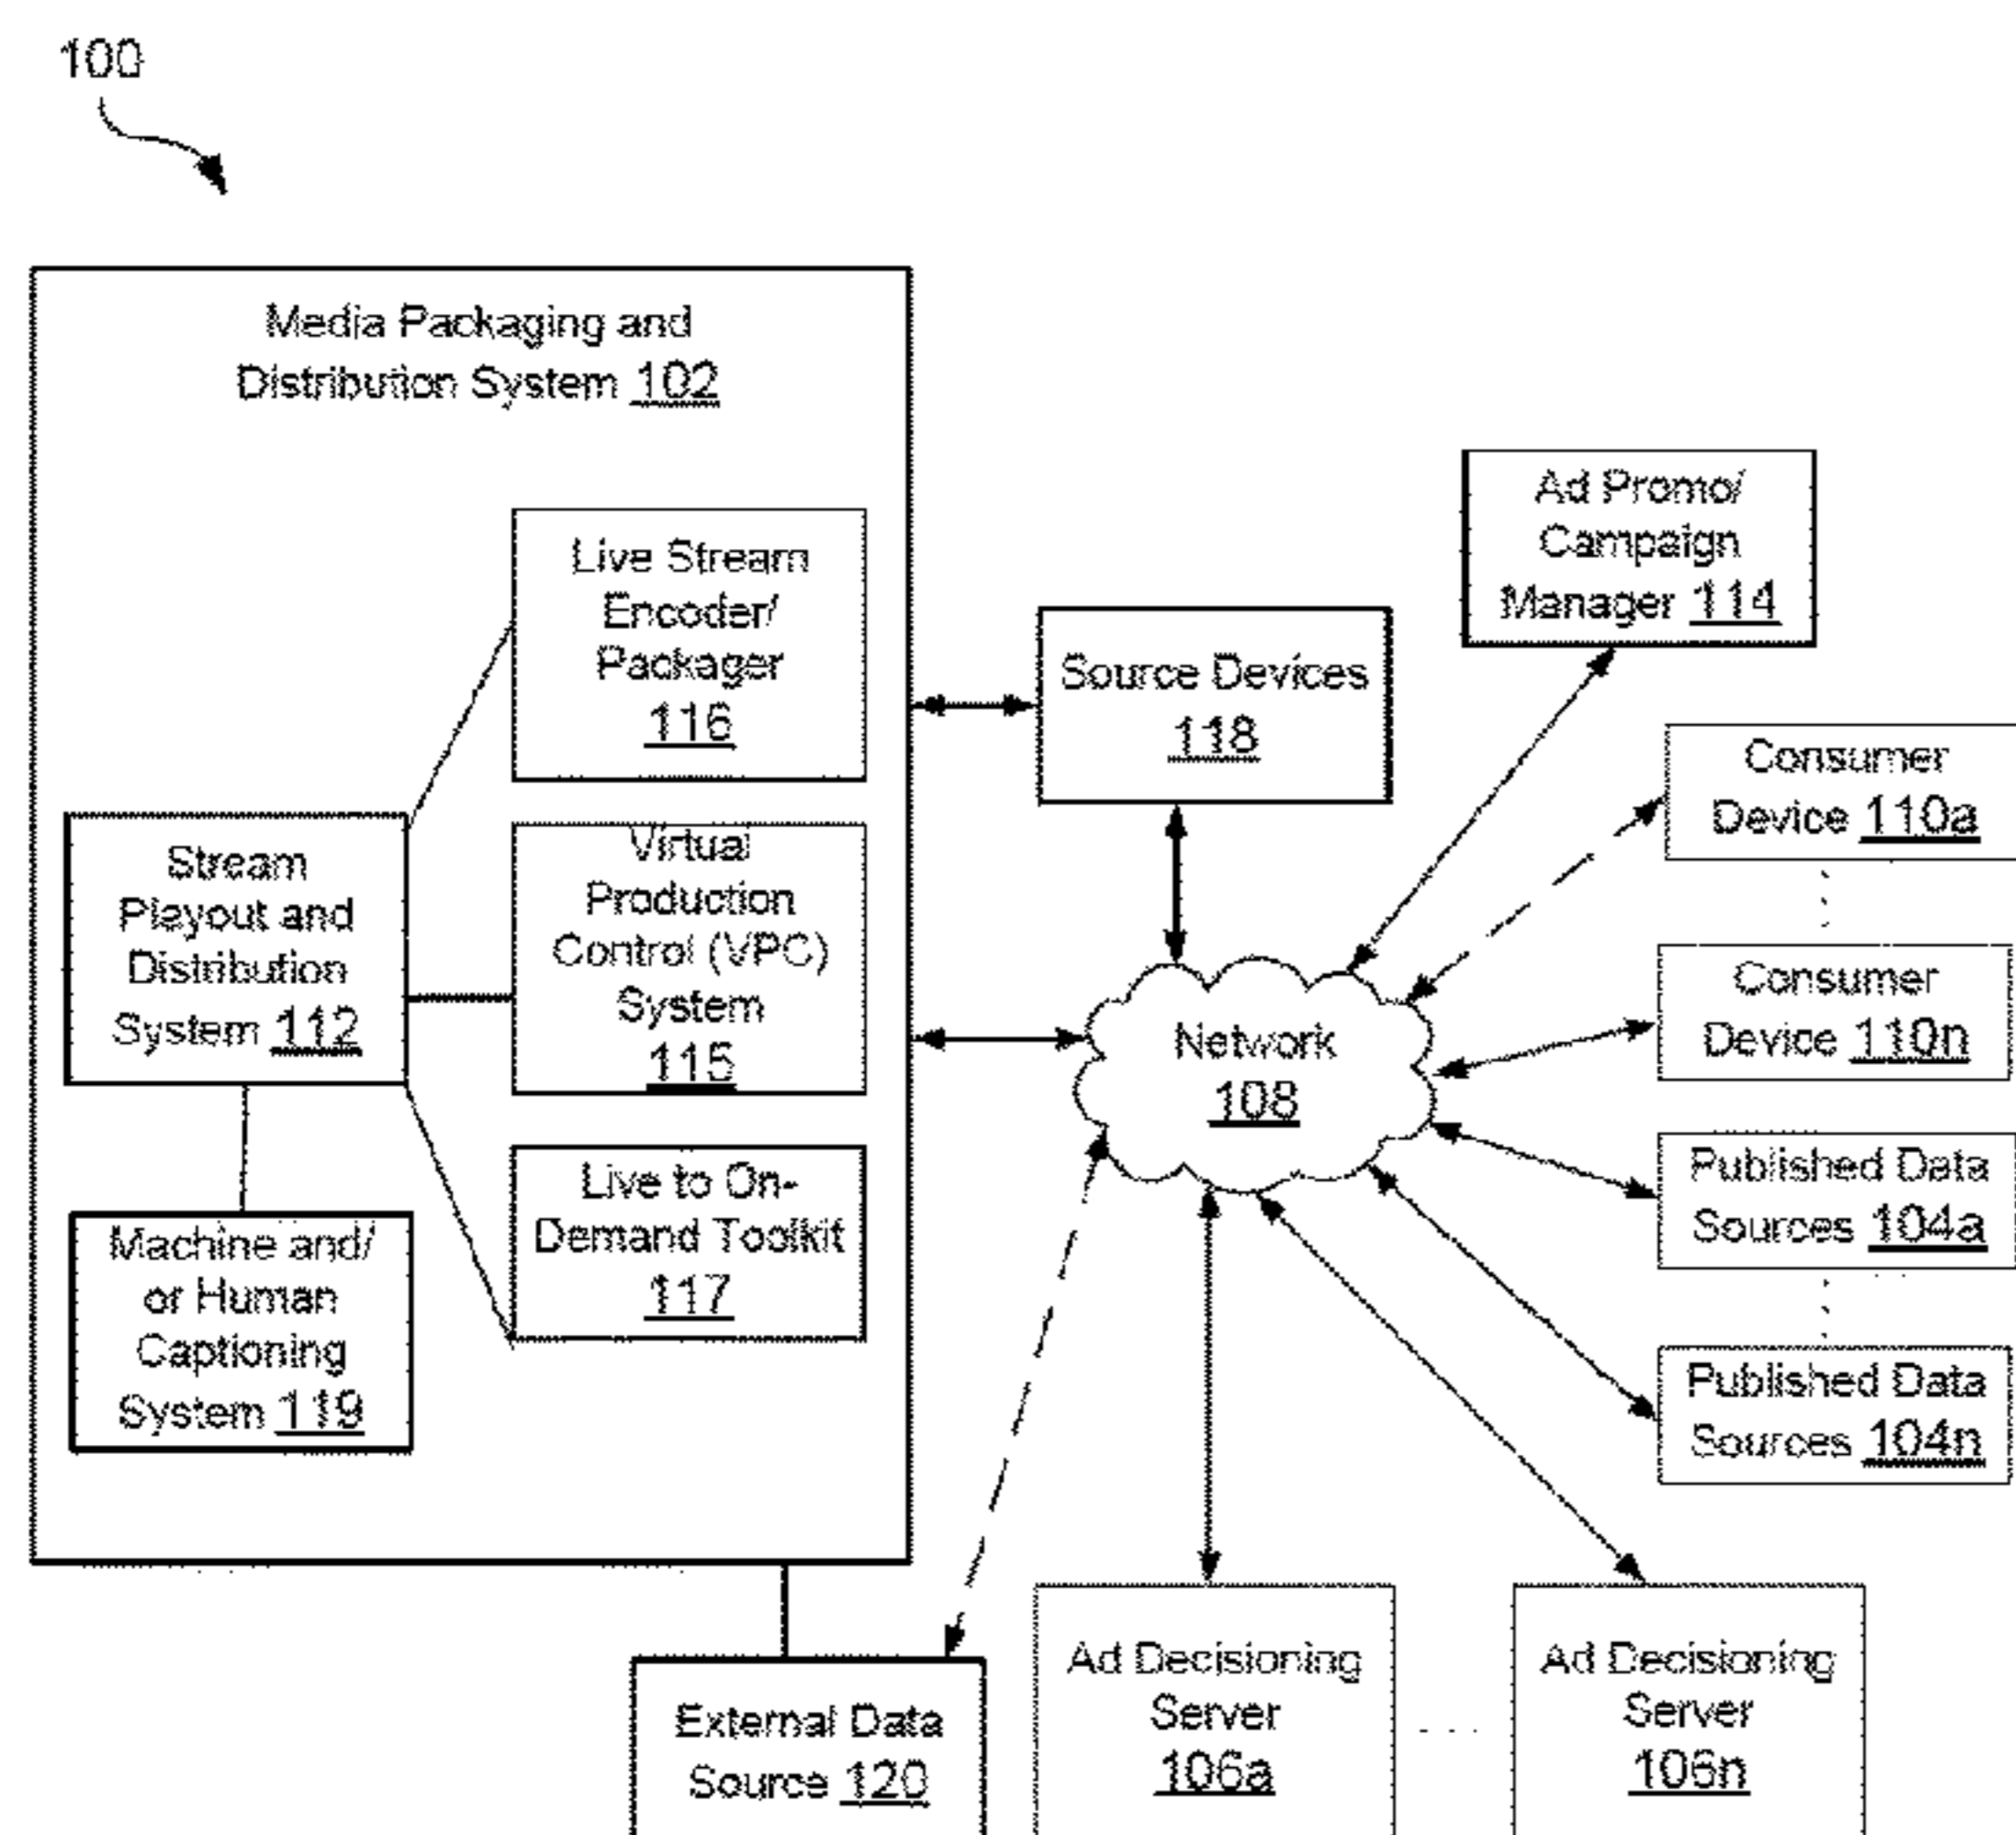 100
Media Packaging and
Distribution System 102
Live Stream
Encoder/
Packager
116
Stream
Playout and
Distribution
System 112
Virtual
Production
Control (VPC)
System
115
Live to On-
Demand Toolkit
117
Machine and/
or Human
Captioning
System 119
Source Devices
118
Ad Promo/
Campaign
Manager 114
Network
108
Consumer
Device 110a
Consumer
Device 110n
Published Data
Sources 104a
Published Data
Sources 104n
External Data
Source 120
Ad Decisioning
Server
106a
Ad Decisioning
Server
106n